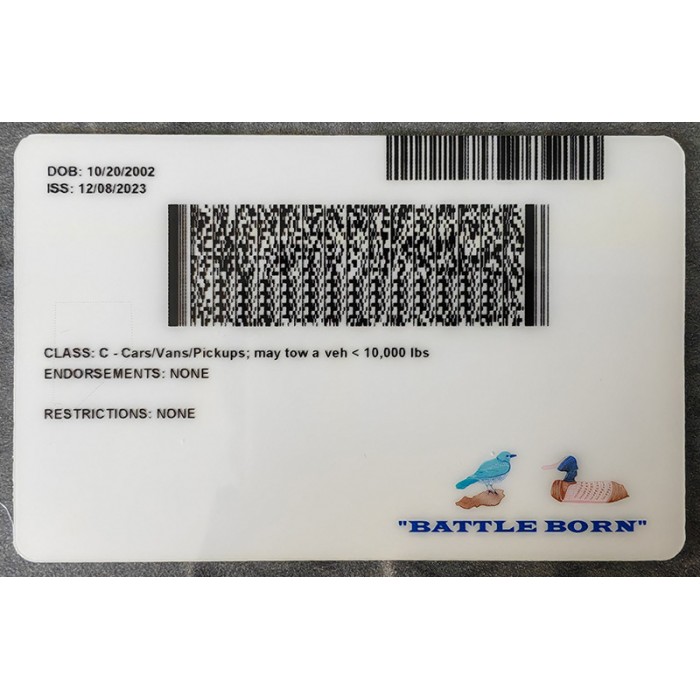 DOB: 10/20/2002
ISS: 12/08/2023
CLASS: C - Cars/Vans/Pickups; may tow a veh < 10,000 lbs
ENDORSEMENTS: NONE
RESTRICTIONS: NONE
"BATTLE BORN"